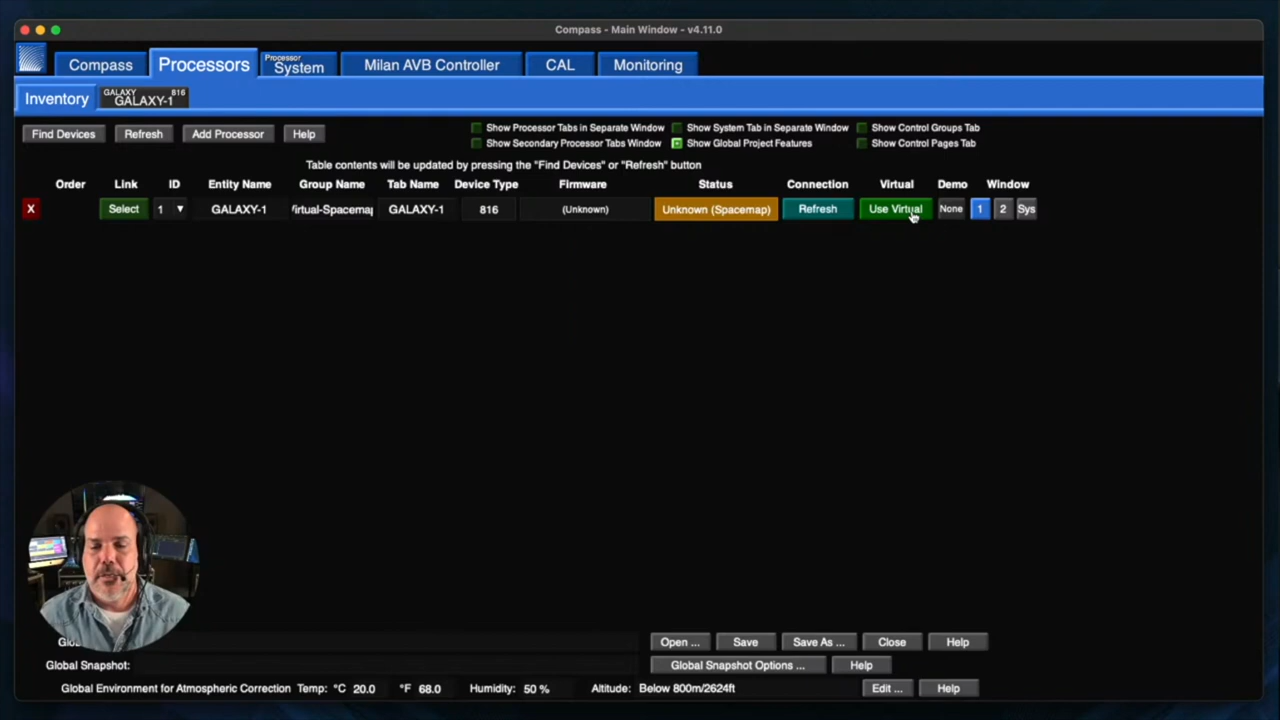 Compass - Main Window - v4.11.0
Compass
Processors
Processor
System
Milan AVB Controller
CAL
Monitoring
Inventory
GALAXY 816
GALAXY-1
Find Devices
Refresh
Add Processor
Help
Show Processor Tabs in Separate Window
Show System Tab in Separate Window
Show Control Groups Tab
Show Secondary Processor Tabs Window
Show Global Project Features
Show Control Pages Tab
Table contents will be updated by pressing the "Find Devices" or "Refresh" button
Order Link ID Entity Name Group Name Tab Name Device Type Firmware Status Connection Virtual Demo Window
X Select 1 GALAXY-1 Virtual-Spacemap GALAXY-1 816 (Unknown) Unknown (Spacemap) Refresh Use Virtual None 1 2 Sys
Open ... Save Save As ... Close Help
Global Snapshot: Global Snapshot Options ... Help
Global Environment for Atmospheric Correction Temp: °C 20.0 °F 68.0 Humidity: 50 % Altitude: Below 800m/2624ft Edit ... Help